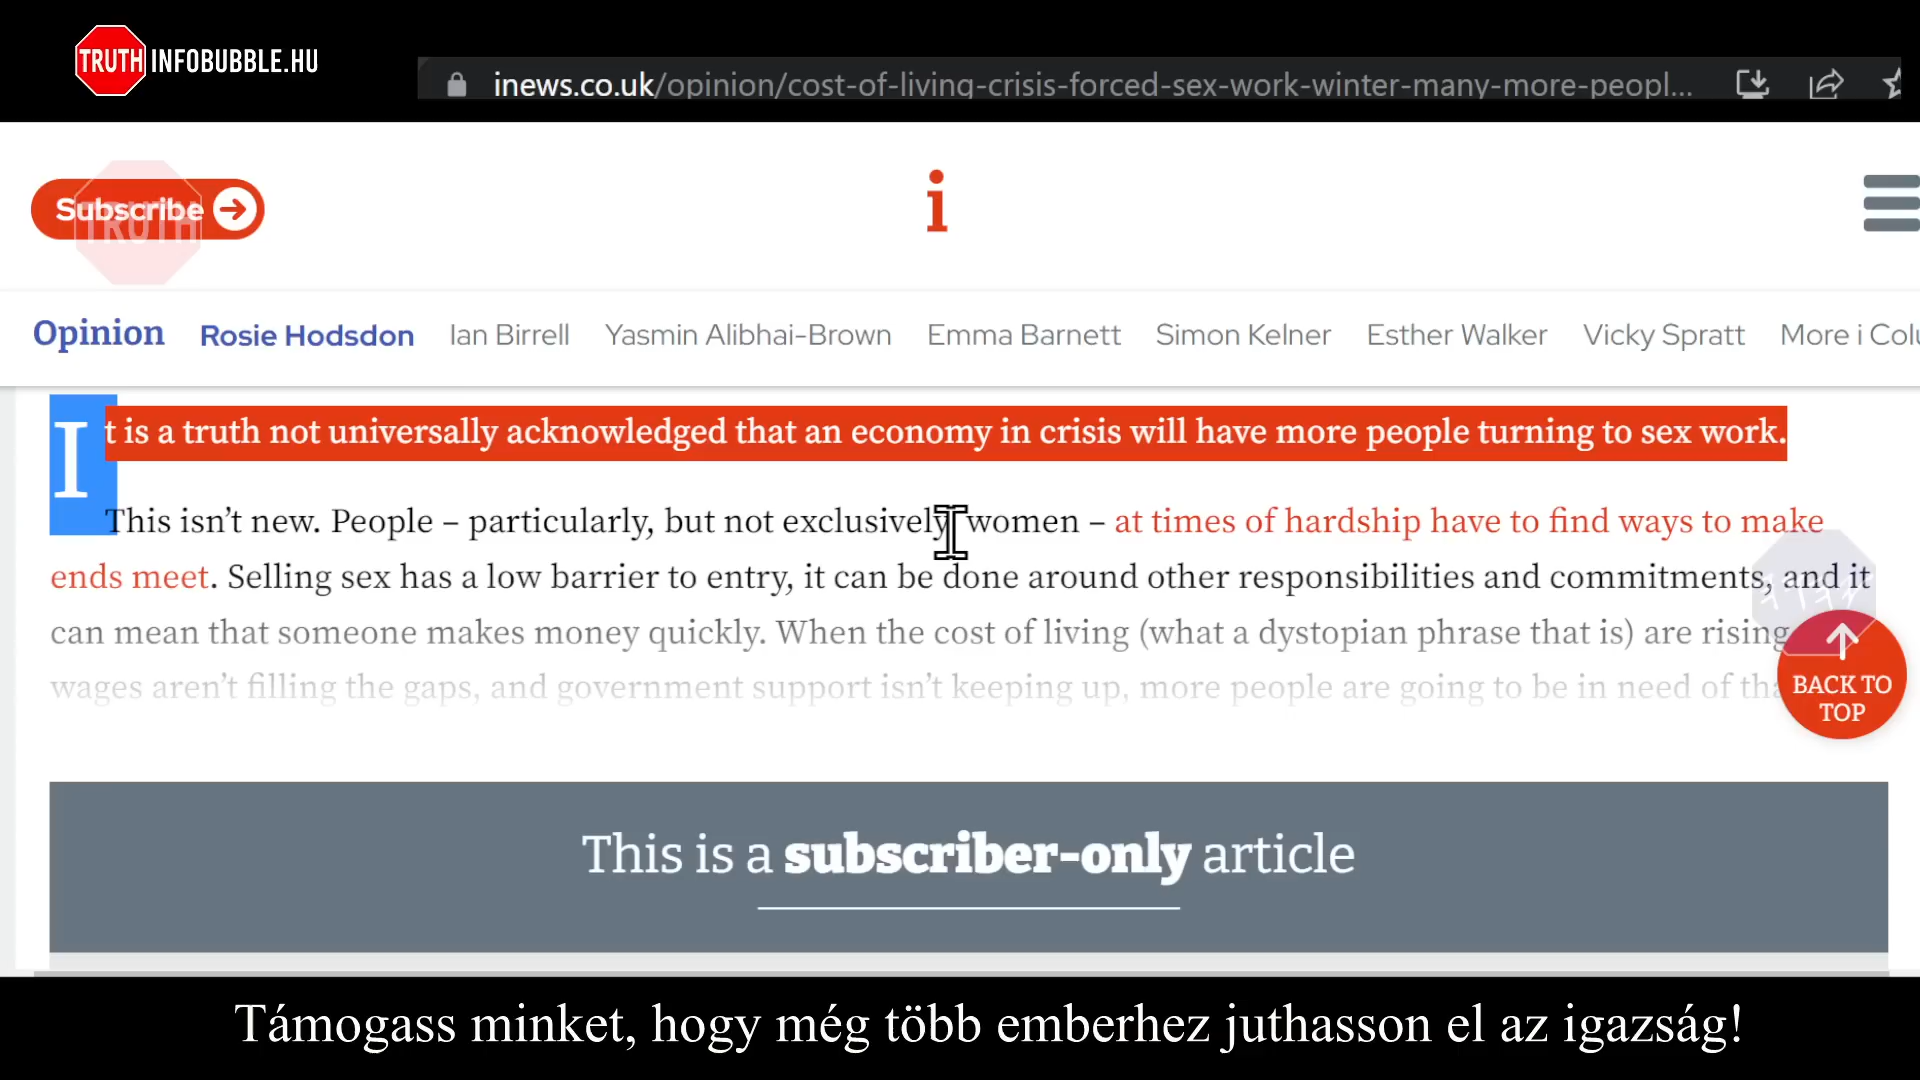 TRUTH INFOBUBBLE.HU
inews.co.uk/opinion/cost-of-living-crisis-forced-sex-work-winter-many-more-peopl...
Subscribe
TRUTH
i
Opinion Rosie Hodsdon Ian Birrell Yasmin Alibhai-Brown Emma Barnett Simon Kelner Esther Walker Vicky Spratt More i Colu
It is a truth not universally acknowledged that an economy in crisis will have more people turning to sex work.
This isn't new. People – particularly, but not exclusively women – at times of hardship have to find ways to make
ends meet. Selling sex has a low barrier to entry, it can be done around other responsibilities and commitments, and it
can mean that someone makes money quickly. When the cost of living (what a dystopian phrase that is) are rising
wages aren't filling the gaps, and government support isn't keeping up, more people are going to be in need of tha
BACK TO
TOP
This is a subscriber-only article
Támogass minket, hogy még több emberhez juthasson el az igazság!